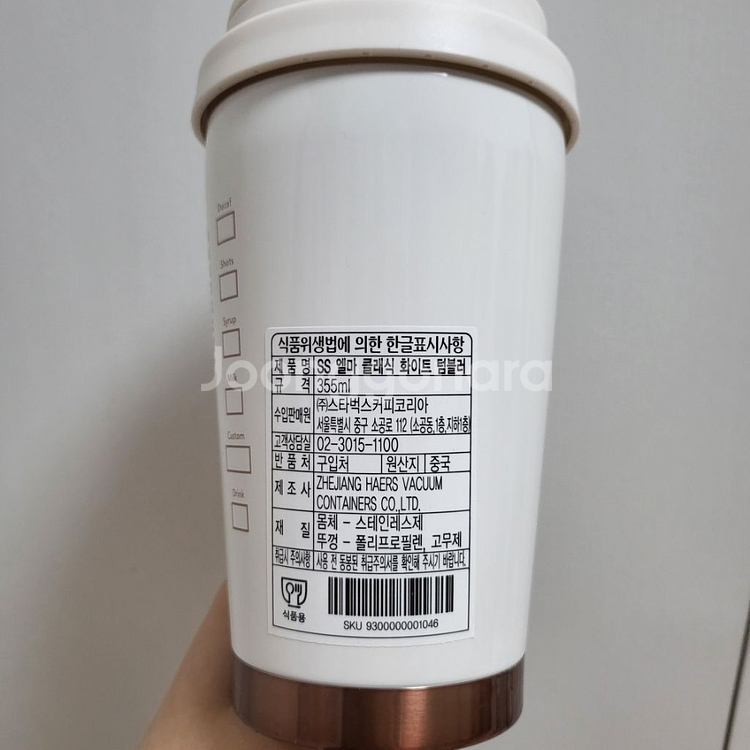 Decaf
Shots
Syrup
Milk
Custom
Drink
식품위생법에 의한 한글표시사항
제 품 명 SS 엘마 클래식 화이트 텀블러
규 격 355ml
수입판매원 ㈜스타벅스커피코리아
서울특별시 중구 소공로 112 (소공동,1층,지하1층)
고객상담실 02-3015-1100
반 품 처 구입처 원산지 중국
제 조 사 ZHEJIANG HAERS VACUUM
CONTAINERS CO.,LTD.
재 질 몸체 - 스테인레스제
뚜껑 - 폴리프로필렌, 고무제
취급시 주의사항 사용 전 동봉된 취급주의서를 확인해 주시기 바랍니다.
식품용
SKU 9300000001046
Joonggonara